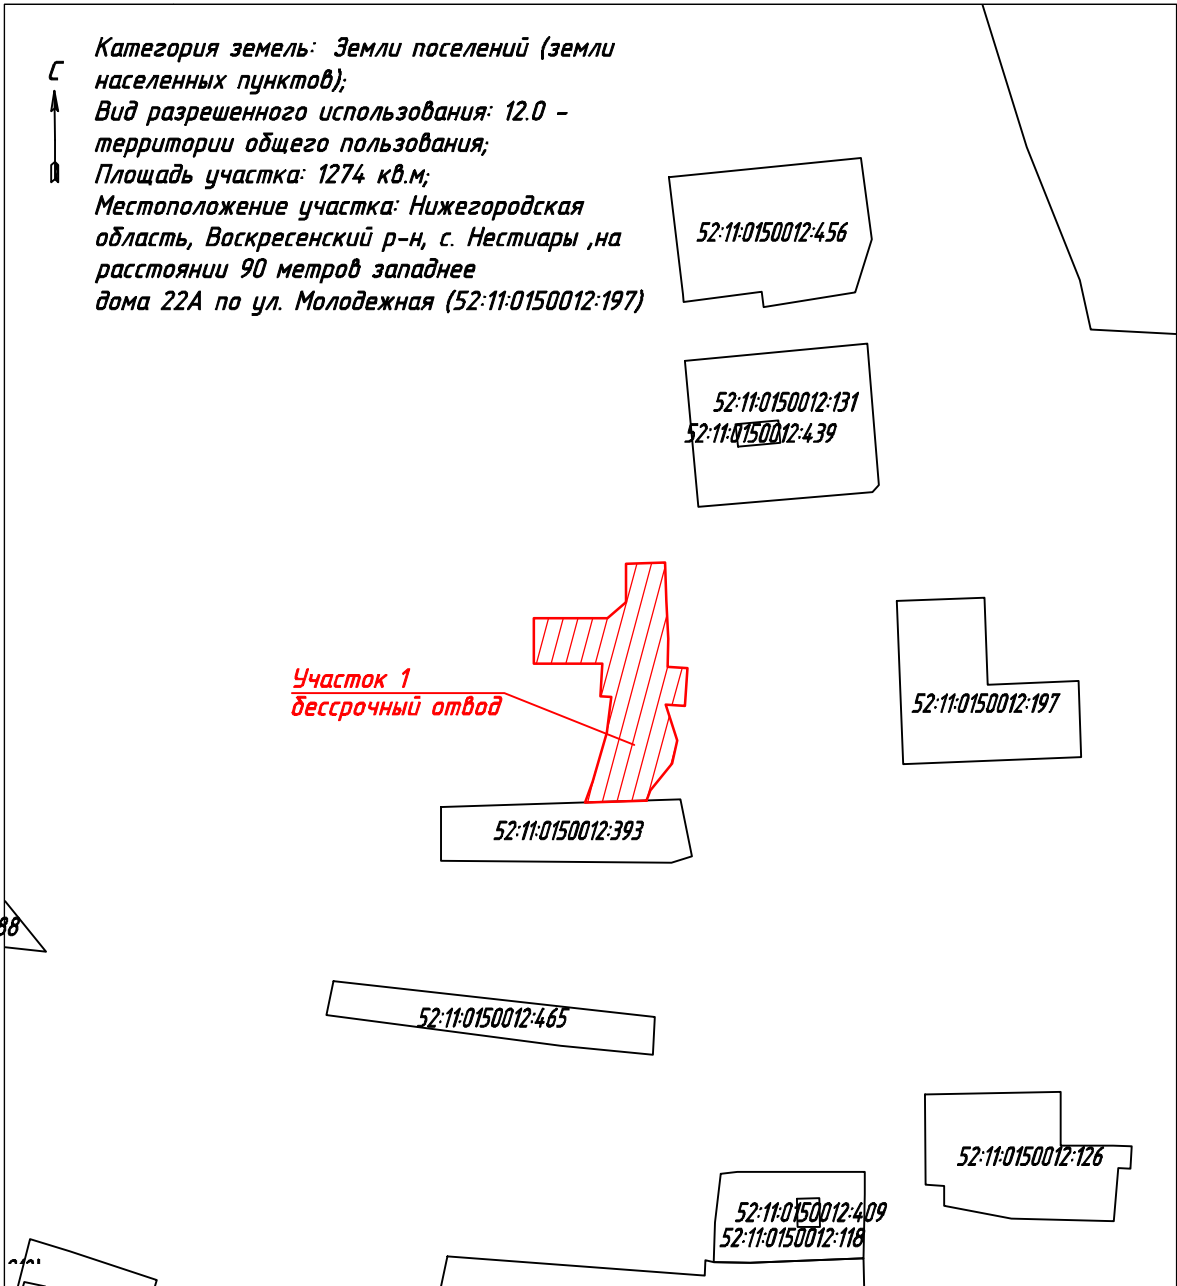 С
Категория земель: Земли поселений (земли
населенных пунктов);
Вид разрешенного использования: 12.0 –
территории общего пользования;
Площадь участка: 1274 кв.м;
Местоположение участка: Нижегородская
область, Воскресенский р-н, с. Нестиары ,на
расстоянии 90 метров западнее
дома 22А по ул. Молодежная (52:11:0150012:197)
52:11:0150012:456
52:11:0150012:131
52:11:0150012:439
Участок 1
бессрочный отвод
52:11:0150012:197
52:11:0150012:393
88
52:11:0150012:465
52:11:0150012:126
52:11:0150012:409
52:11:0150012:118